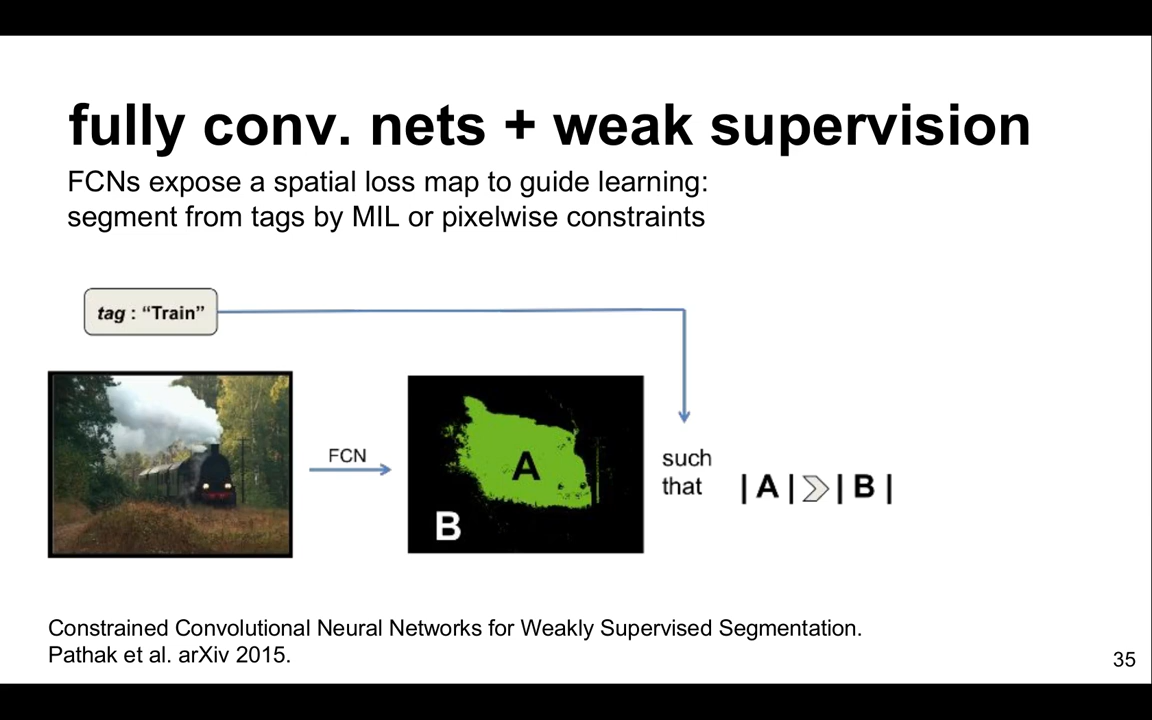 fully conv. nets + weak supervision
FCNs expose a spatial loss map to guide learning:
segment from tags by MIL or pixelwise constraints
tag : “Train”
FCN
A
B
such
that
| A | ≫ | B |
Constrained Convolutional Neural Networks for Weakly Supervised Segmentation.
Pathak et al. arXiv 2015.
35